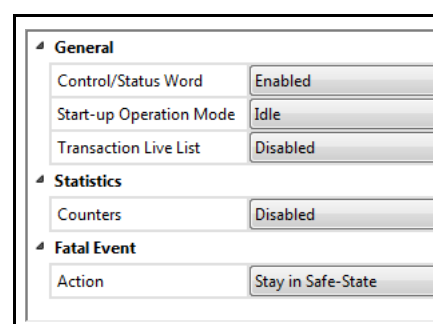 General
Control/Status Word Enabled
Start-up Operation Mode Idle
Transaction Live List Disabled
Statistics
Counters Disabled
Fatal Event
Action Stay in Safe-State